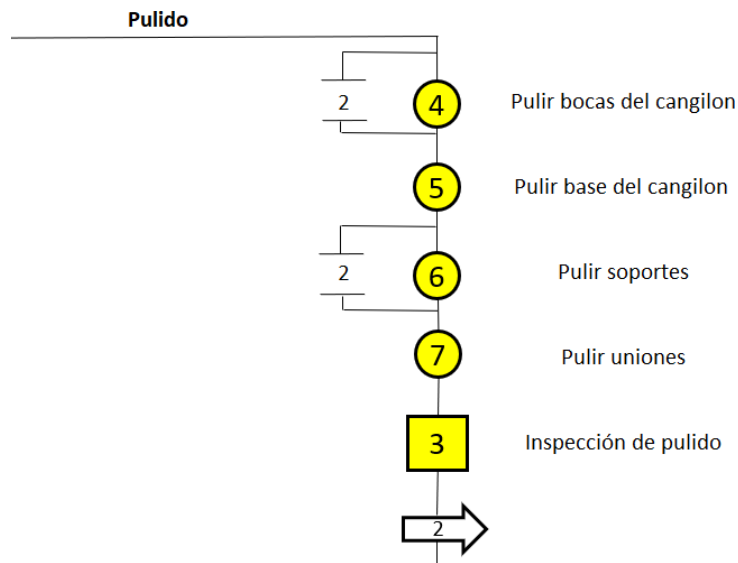 Pulido
2
4
Pulir bocas del cangilon
5
Pulir base del cangilon
2
6
Pulir soportes
7
Pulir uniones
3
Inspección de pulido
2